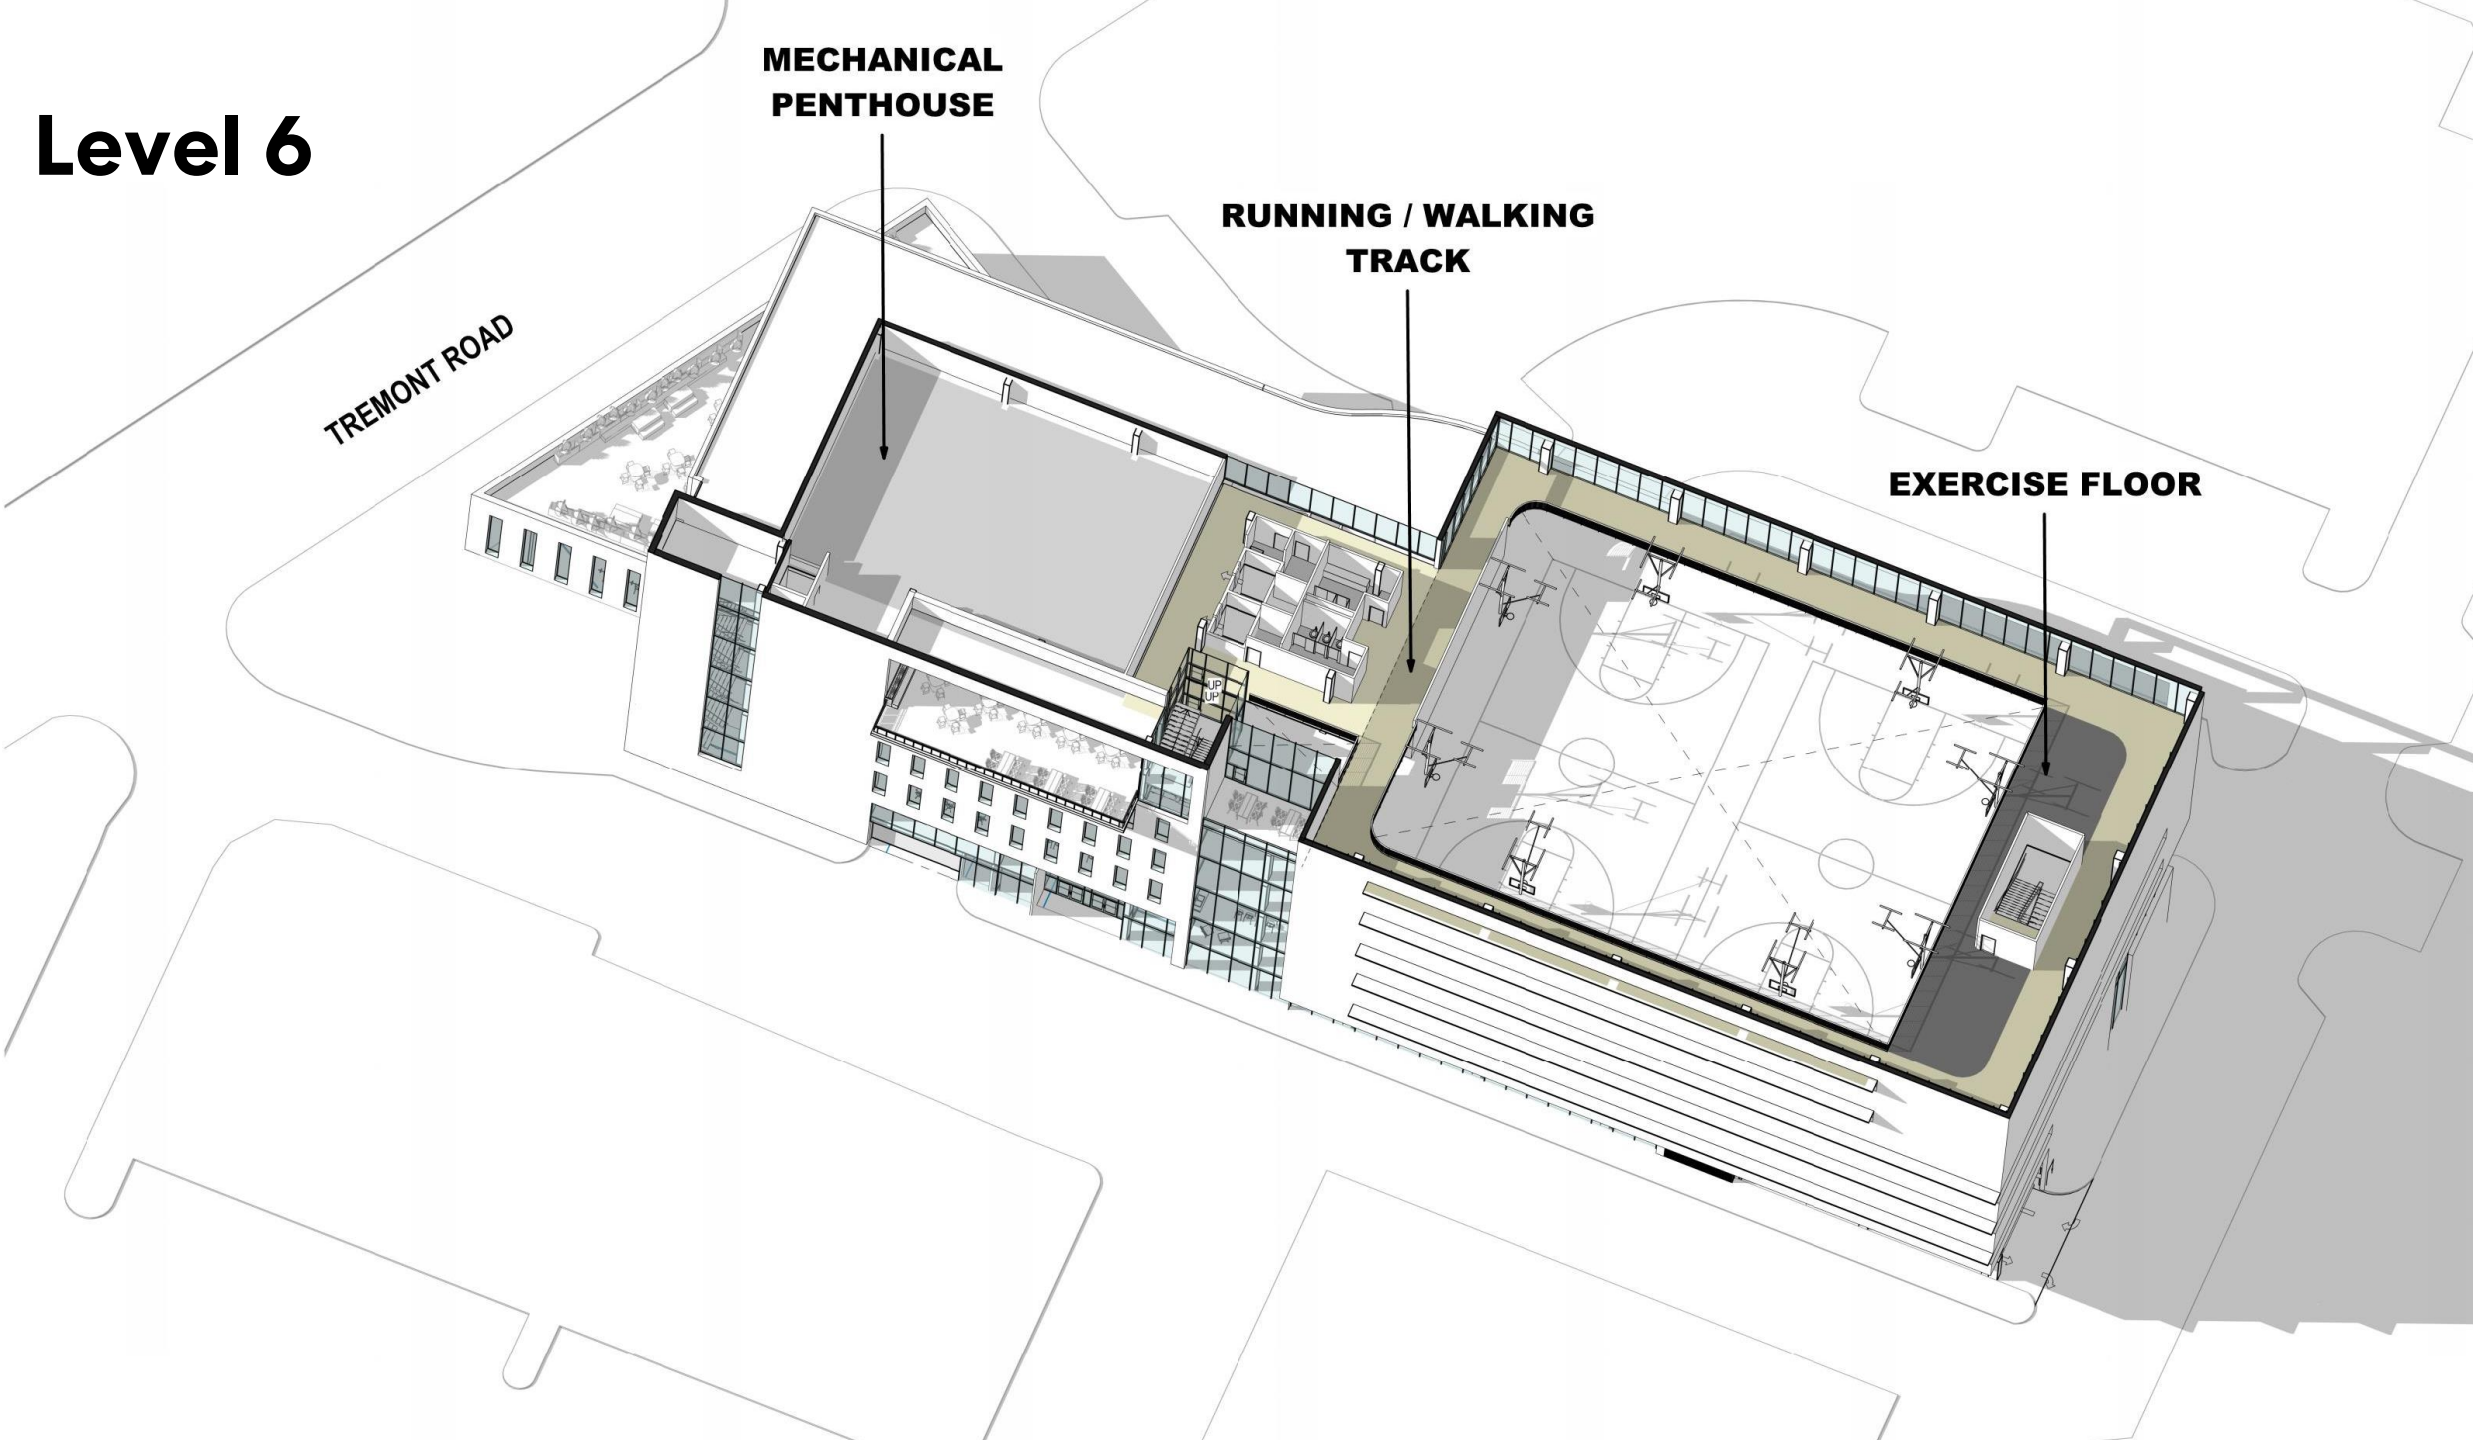 MECHANICAL
PENTHOUSE
Level 6
RUNNING / WALKING
TRACK
TREMONT ROAD
EXERCISE FLOOR
UP
UP